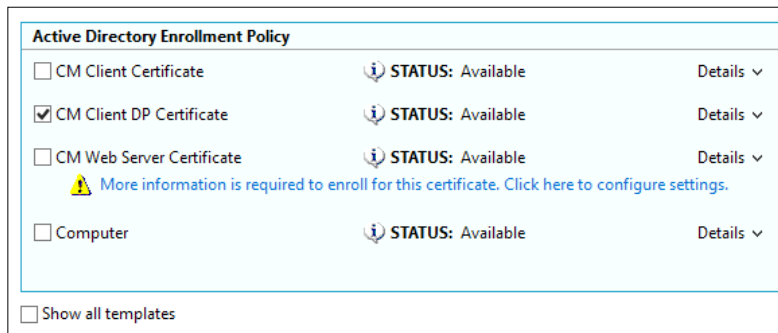 Active Directory Enrollment Policy
CM Client Certificate STATUS: Available Details
CM Client DP Certificate STATUS: Available Details
CM Web Server Certificate STATUS: Available Details
More information is required to enroll for this certificate. Click here to configure settings.
Computer STATUS: Available Details
Show all templates